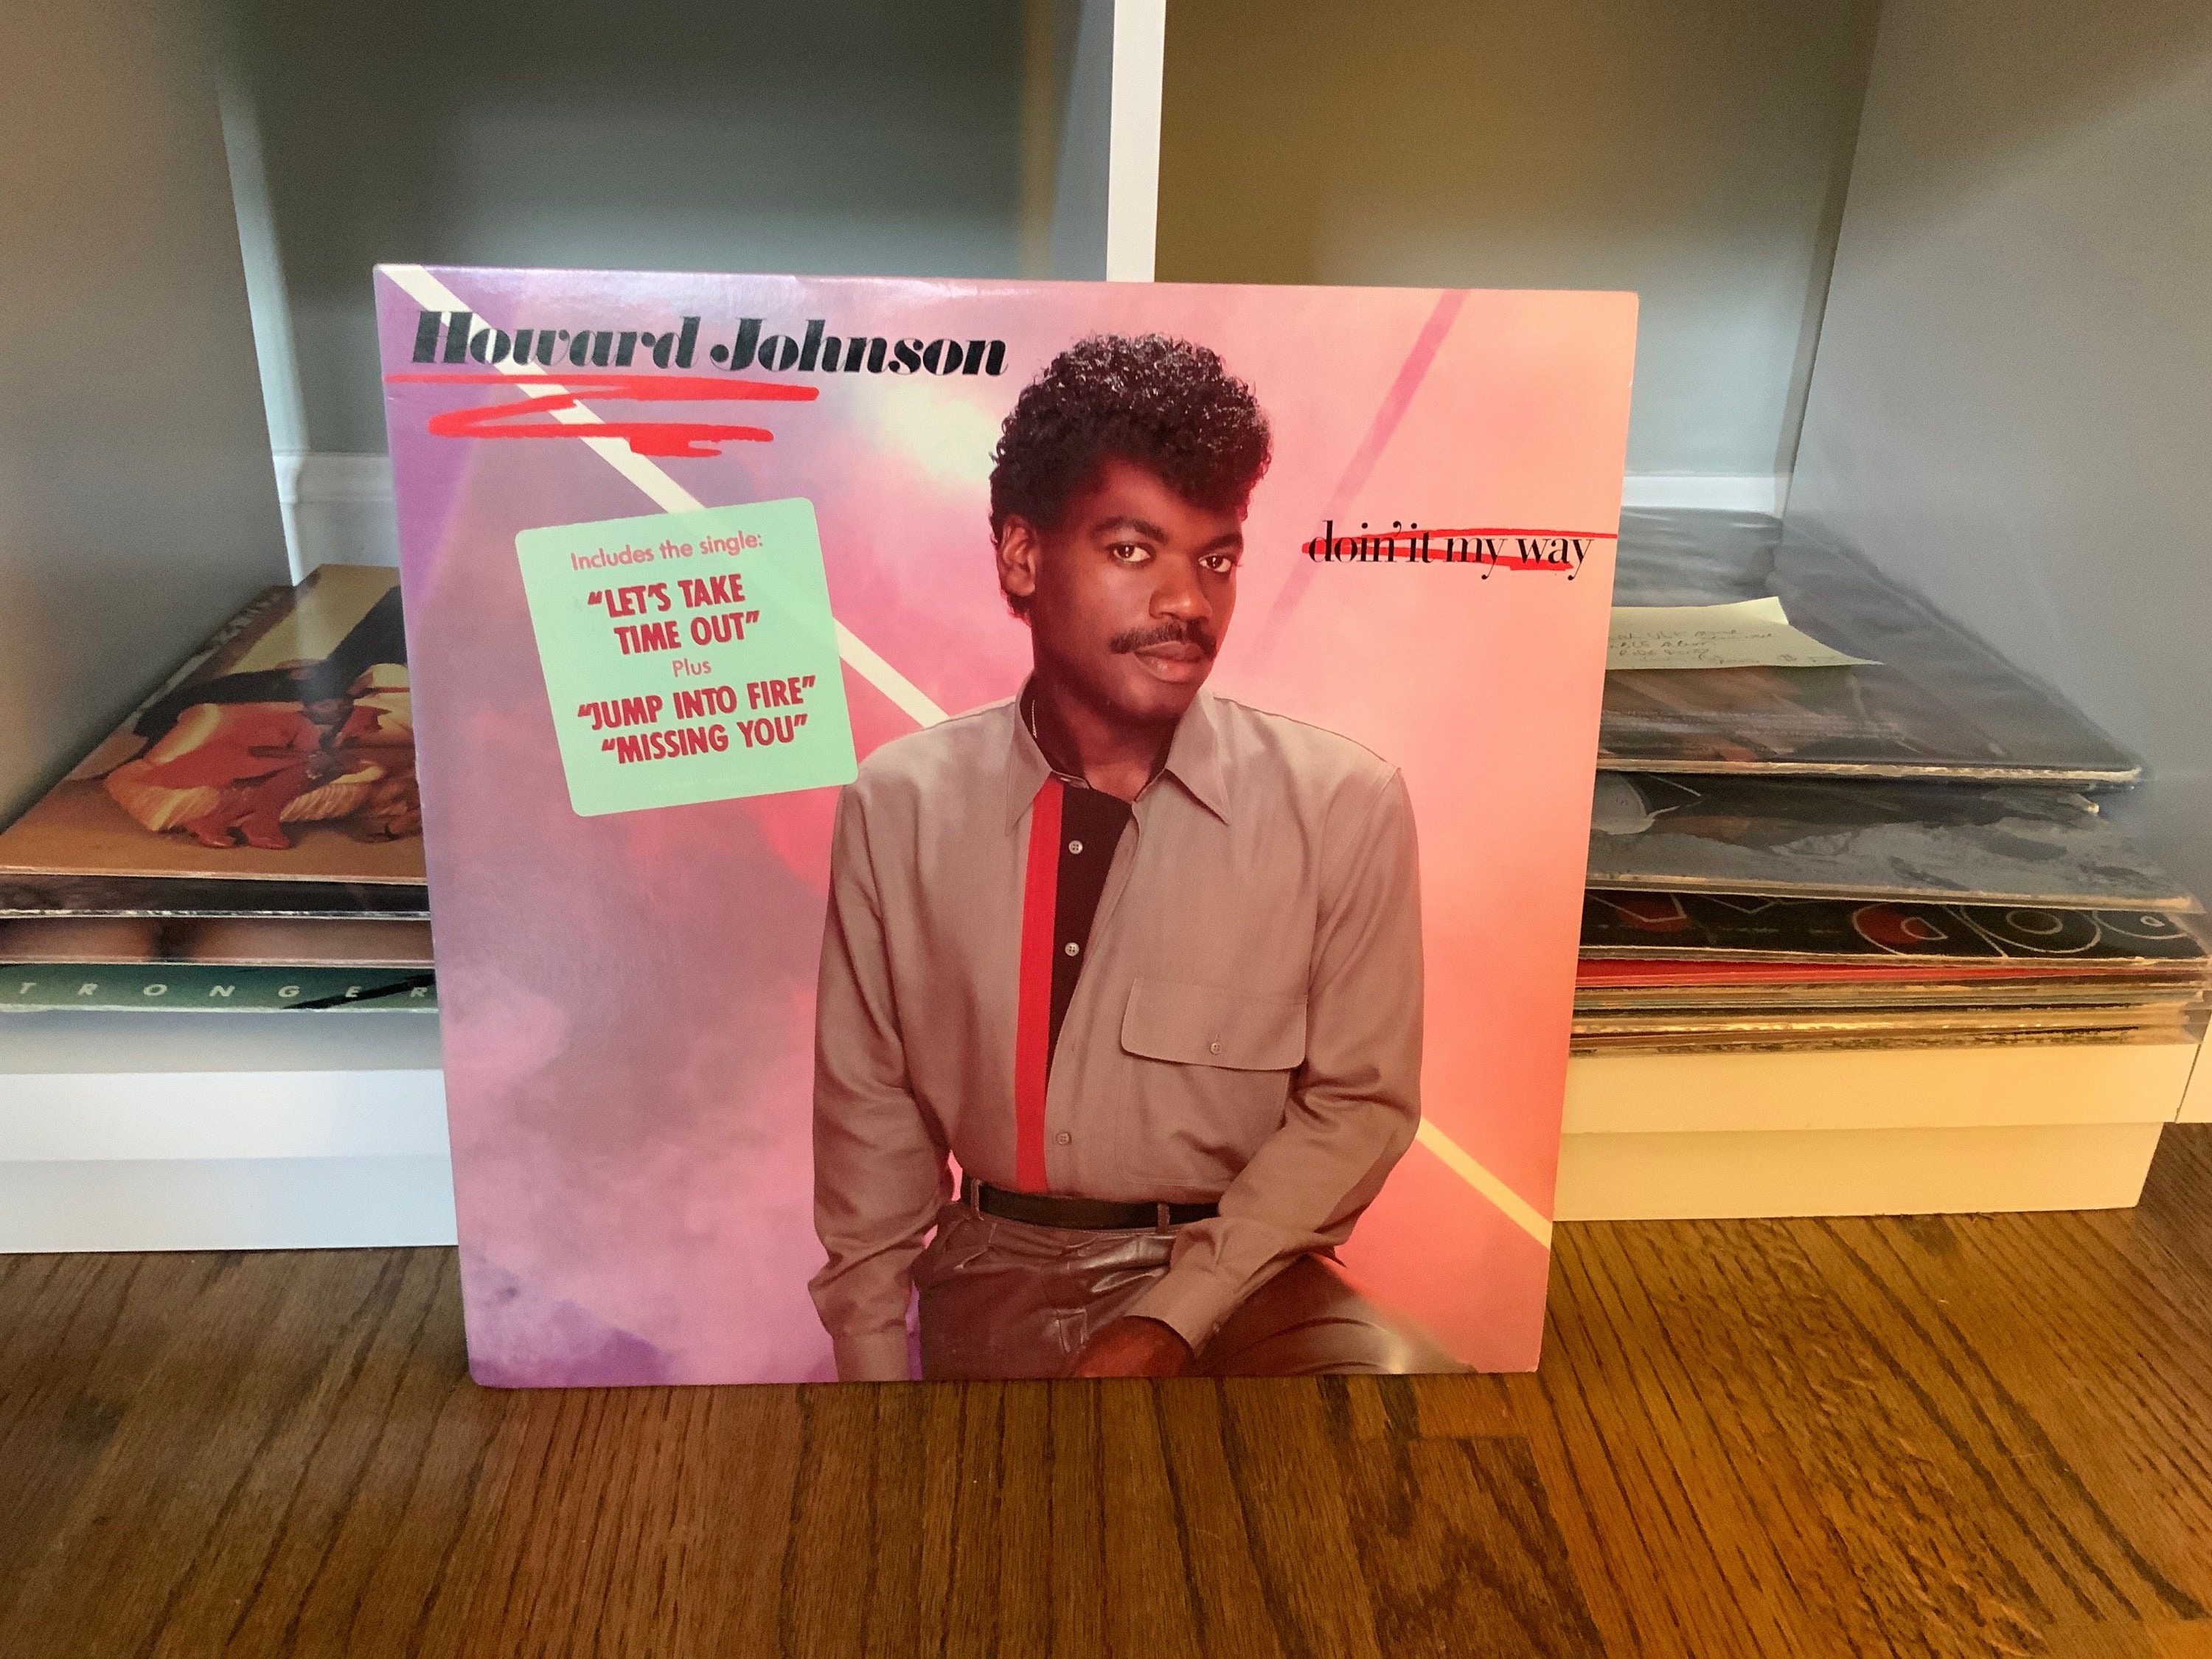 Howard Johnson
doin' it my way
Includes the single:
"LET'S TAKE
TIME OUT"
Plus
"JUMP INTO FIRE"
"MISSING YOU"
TRONGER